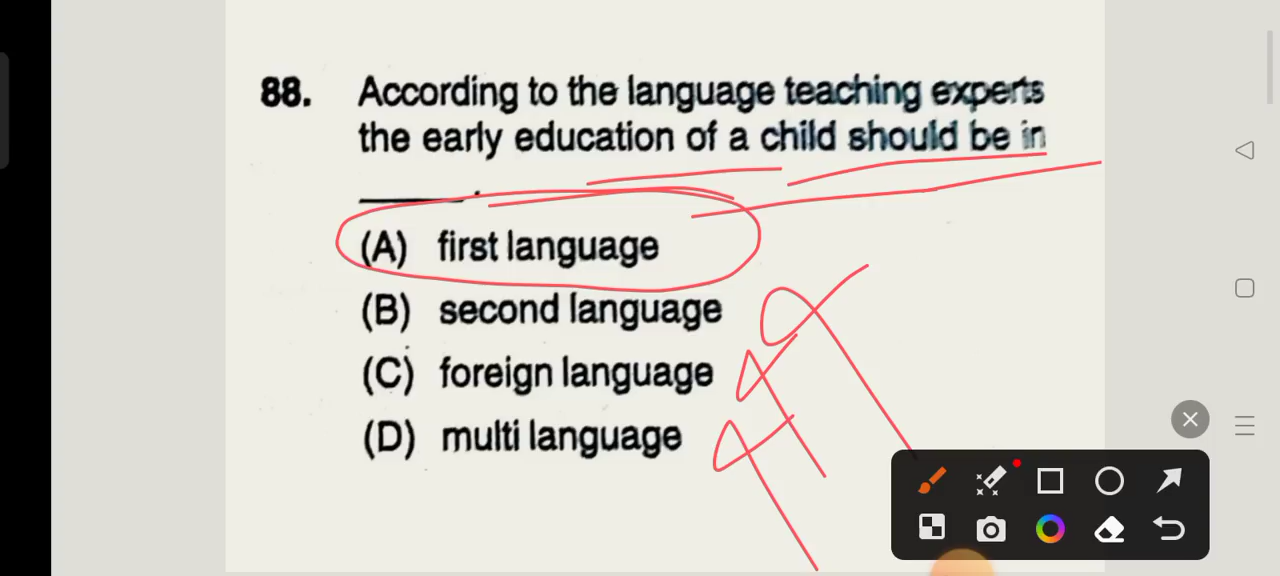 88. According to the language teaching experts
the early education of a child should be in
______.
(A) first language
(B) second language
(C) foreign language
(D) multi language